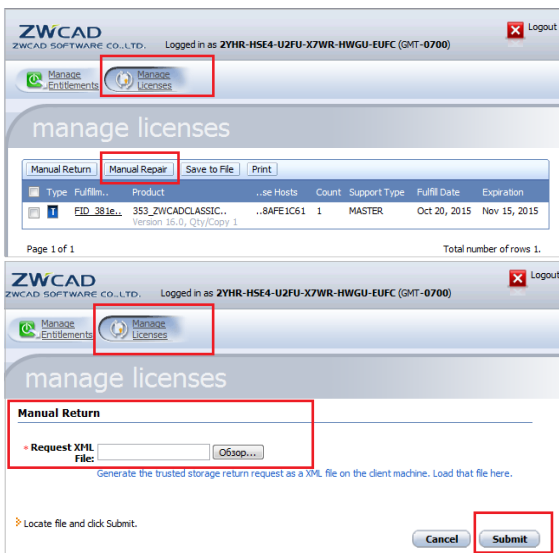 ZWCAD
ZWCAD SOFTWARE CO.,LTD.
Logged in as 2YHR-HSE4-U2FU-X7WR-HWGU-EUFC (GMT-0700)
Logout
Manage Entitlements
Manage Licenses
manage licenses
Manual Return Manual Repair Save to File Print
Type Fulfillm.. Product ..se Hosts Count Support Type Fulfill Date Expiration
T FID_381e.. 353_ZWCADCLASSIC.. ..8AFE1C61 1 MASTER Oct 20, 2015 Nov 15, 2015
Version 16.0, Qty/Copy 1
Page 1 of 1 Total number of rows 1.
ZWCAD
ZWCAD SOFTWARE CO.,LTD.
Logged in as 2YHR-HSE4-U2FU-X7WR-HWGU-EUFC (GMT-0700)
Logout
Manage Entitlements
Manage Licenses
manage licenses
Manual Return
* Request XML File: Обзор...
Generate the trusted storage return request as a XML file on the client machine. Load that file here.
Locate file and click Submit.
Cancel Submit